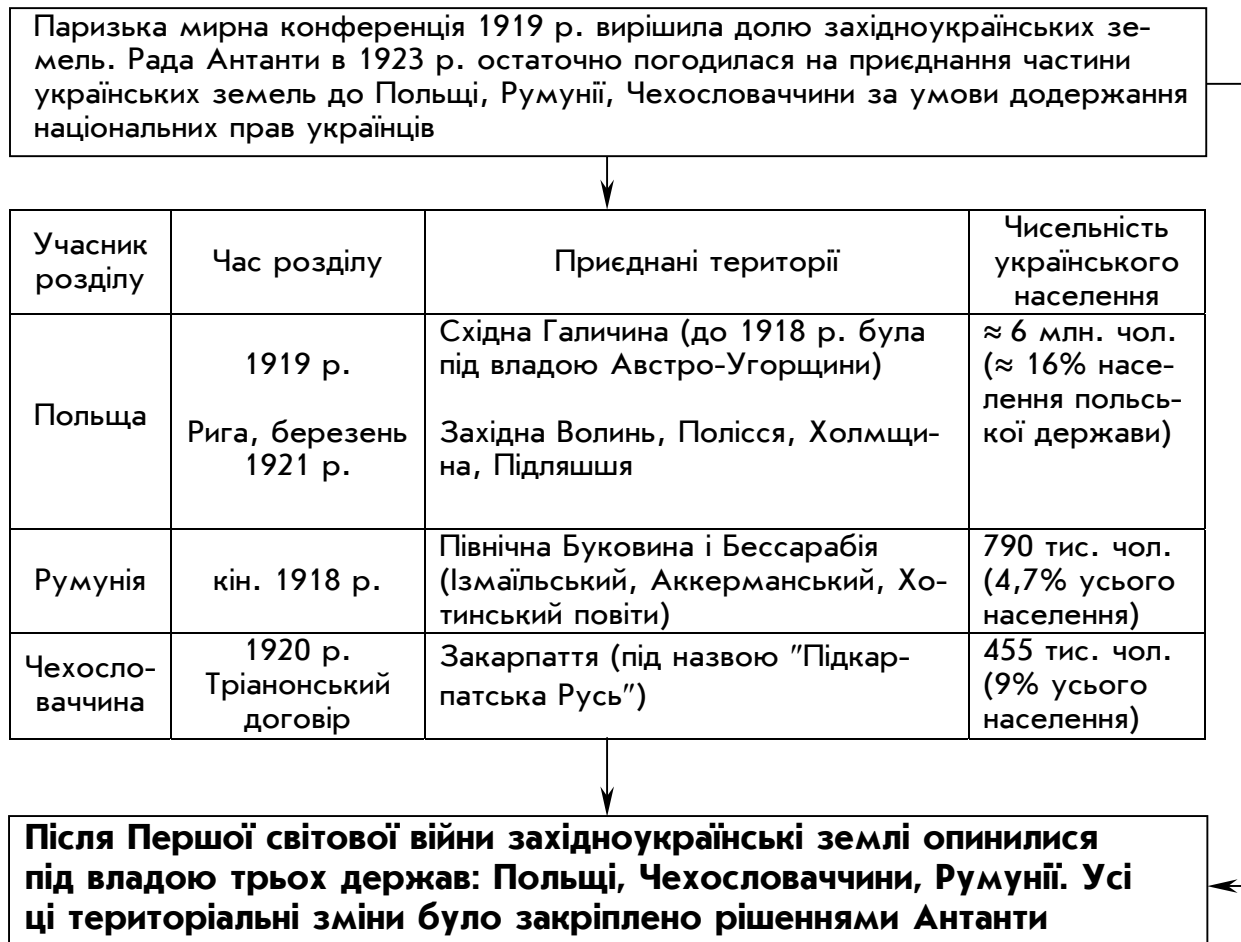 Паризька мирна конференція 1919 р. вирішила долю західноукраїнських зе-
мель. Рада Антанти в 1923 р. остаточно погодилася на приєднання частини
українських земель до Польщі, Румунії, Чехословаччини за умови додержання
національних прав українців
Учасник
розділу
Час розділу
Приєднані території
Чисельність
українського
населення
Польща
1919 р.
Рига, березень
1921 р.
Східна Галичина (до 1918 р. була
під владою Австро-Угорщини)
Західна Волинь, Полісся, Холмщи-
на, Підляшшя
≈ 6 млн. чол.
(≈ 16% насе-
лення польсь-
кої держави)
Румунія
кін. 1918 р.
Північна Буковина і Бессарабія
(Ізмаїльський, Аккерманський, Хо-
тинський повіти)
790 тис. чол.
(4,7% усього
населення)
Чехосло-
ваччина
1920 р.
Тріанонський
договір
Закарпаття (під назвою "Підкар-
патська Русь")
455 тис. чол.
(9% усього
населення)
Після Першої світової війни західноукраїнські землі опинилися
під владою трьох держав: Польщі, Чехословаччини, Румунії. Усі
ці територіальні зміни було закріплено рішеннями Антанти